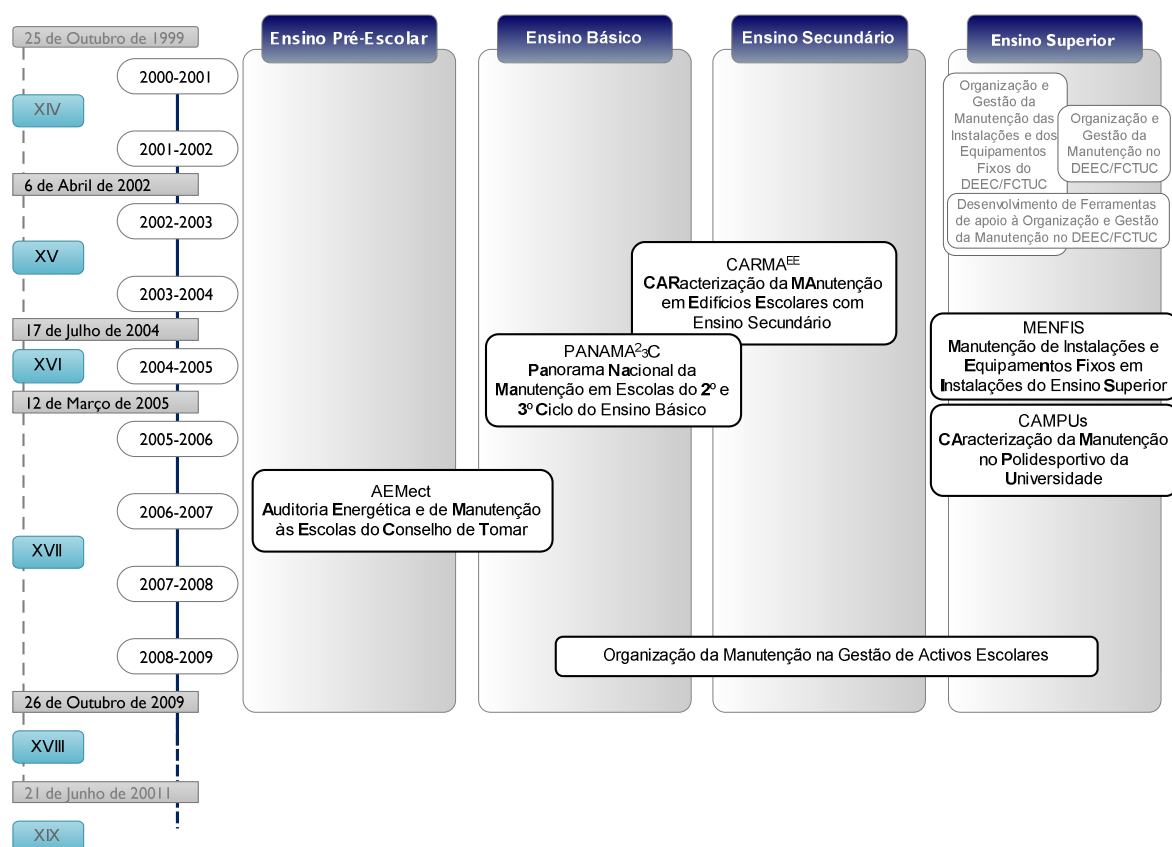 Ensino Pré-Escolar
Ensino Básico
Ensino Secundário
Ensino Superior
25 de Outubro de 1999
2000-2001
XIV
2001-2002
6 de Abril de 2002
2002-2003
XV
2003-2004
17 de Julho de 2004
XVI
2004-2005
12 de Março de 2005
2005-2006
2006-2007
XVII
2007-2008
2008-2009
26 de Outubro de 2009
XVIII
21 de Junho de 20011
XIX
Organização e
Gestão da
Manutenção das
Instalações e dos
Equipamentos
Fixos do
DEEC/FCTUC
Organização e
Gestão da
Manutenção no
DEEC/FCTUC
Desenvolvimento de Ferramentas
de apoio à Organização e Gestão
da Manutenção no DEEC/FCTUC
CARMAᴱᴱ
CARacterização da MAnutenção
em Edifícios Escolares com
Ensino Secundário
PANAMA²₃C
Panorama Nacional da
Manutenção em Escolas do 2º e
3º Ciclo do Ensino Básico
MENFIS
Manutenção de Instalações e
Equipamentos Fixos em
Instalações do Ensino Superior
CAMPUs
CAracterização da Manutenção
no Polidesportivo da
Universidade
AEMect
Auditoria Energética e de Manutenção
às Escolas do Conselho de Tomar
Organização da Manutenção na Gestão de Activos Escolares